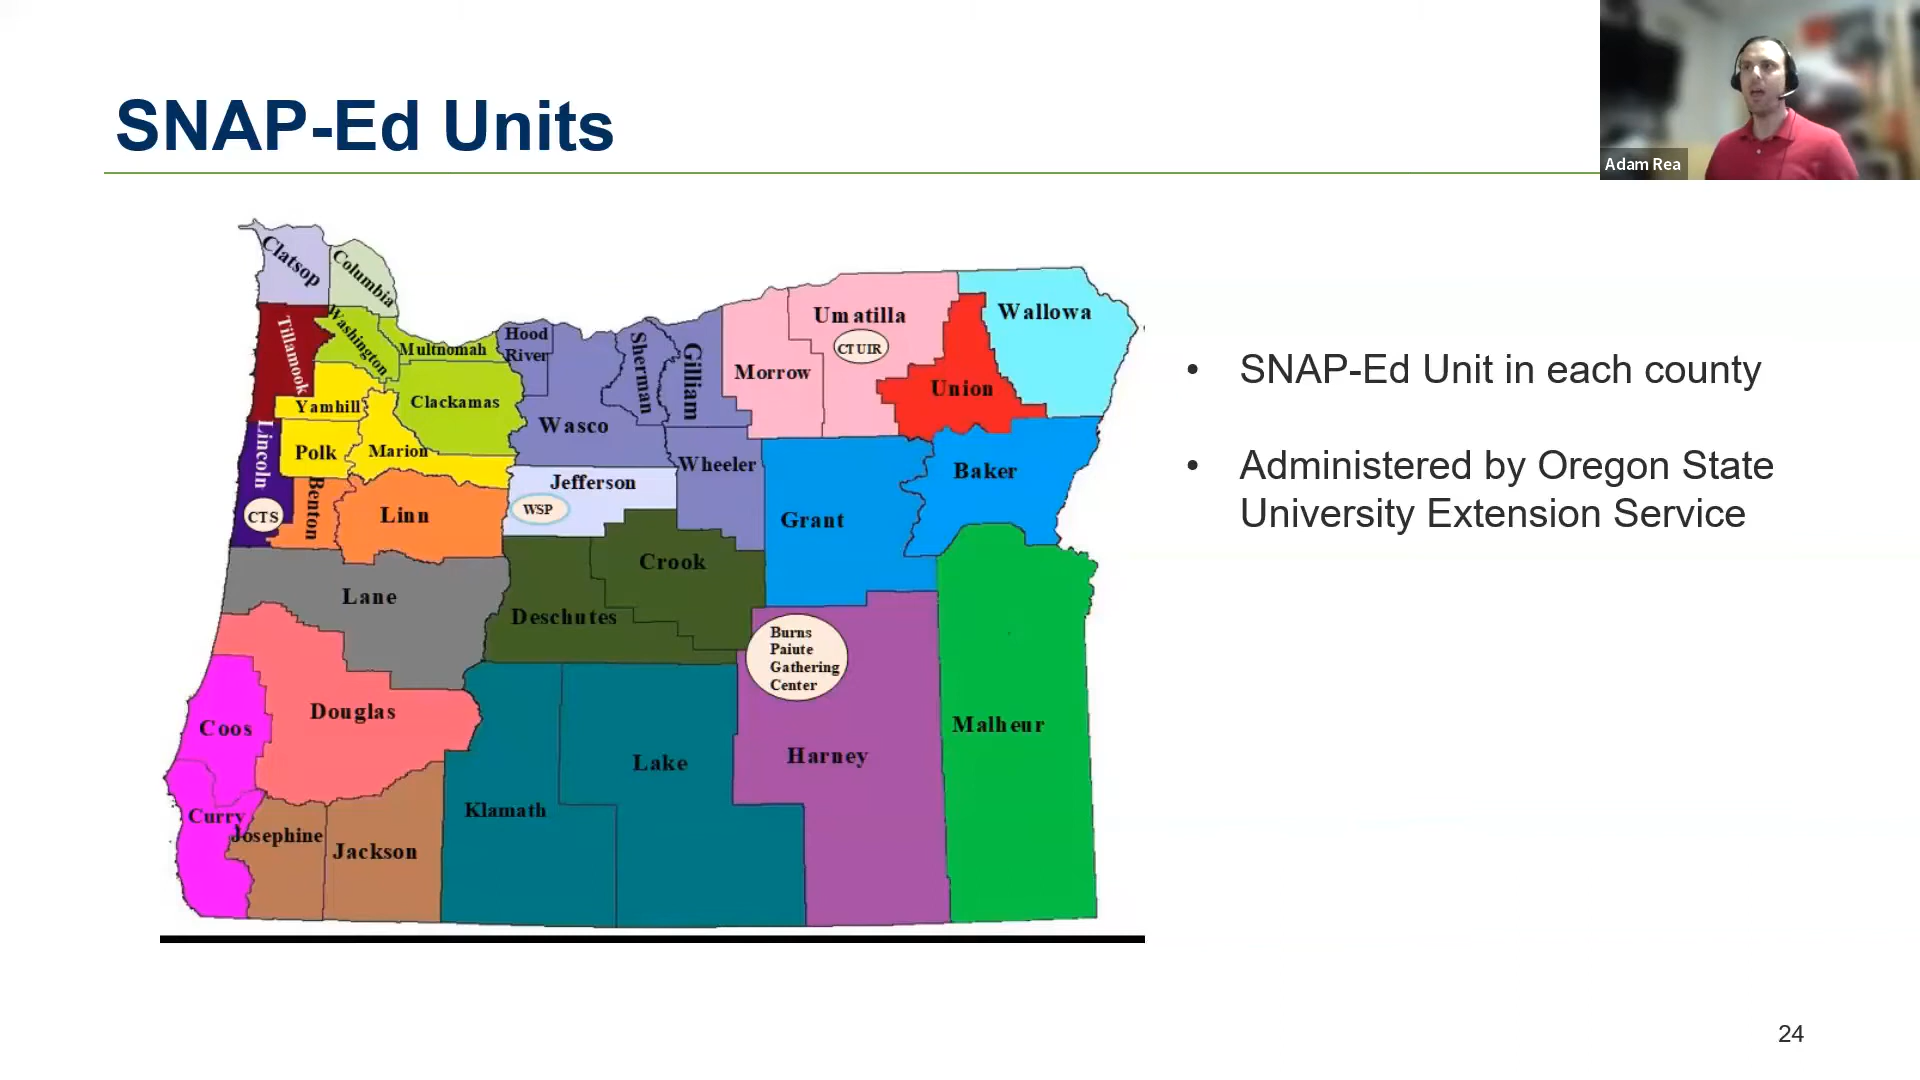 SNAP-Ed Units
Adam Rea
Clatsop
Columbia
Tillamook
Washington
Multnomah
Hood
River
Sherman
Gilliam
Morrow
Umatilla
CTUIR
Union
Wallowa
Yamhill
Clackamas
Wasco
Lincoln
Polk
Marion
Wheeler
Baker
Jefferson
WSP
CTS
Benton
Linn
Grant
Crook
Lane
Deschutes
Burns
Paiute
Gathering
Center
Douglas
Coos
Malheur
Harney
Lake
Klamath
Curry
Josephine
Jackson
• SNAP-Ed Unit in each county
• Administered by Oregon State
University Extension Service
24